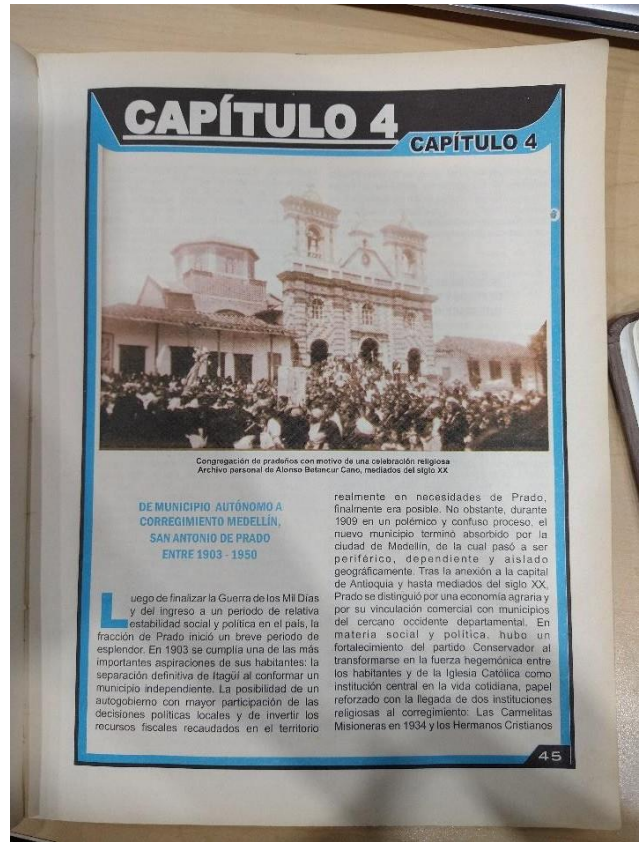 CAPÍTULO 4
CAPÍTULO 4
Congregación de pradeños con motivo de una celebración religiosa
Archivo personal de Alonso Betancur Cano, mediados del siglo XX
DE MUNICIPIO AUTÓNOMO A
CORREGIMIENTO MEDELLÍN,
SAN ANTONIO DE PRADO
ENTRE 1903 - 1950
Luego de finalizar la Guerra de los Mil Días
y del ingreso a un periodo de relativa
estabilidad social y política en el país, la
fracción de Prado inició un breve periodo de
esplendor. En 1903 se cumplía una de las más
importantes aspiraciones de sus habitantes: la
separación definitiva de Itagüí al conformar un
municipio independiente. La posibilidad de un
autogobierno con mayor participación de las
decisiones políticas locales y de invertir los
recursos fiscales recaudados en el territorio
realmente en necesidades de Prado,
finalmente era posible. No obstante, durante
1909 en un polémico y confuso proceso, el
nuevo municipio terminó absorbido por la
ciudad de Medellín, de la cual pasó a ser
periférico, dependiente y aislado
geográficamente. Tras la anexión a la capital
de Antioquia y hasta mediados del siglo XX,
Prado se distinguió por una economía agraria y
por su vinculación comercial con municipios
del cercano occidente departamental. En
materia social y política, hubo un
fortalecimiento del partido Conservador al
transformarse en la fuerza hegemónica entre
los habitantes y de la Iglesia Católica como
institución central en la vida cotidiana, papel
reforzado con la llegada de dos instituciones
religiosas al corregimiento: Las Carmelitas
Misioneras en 1934 y los Hermanos Cristianos
45